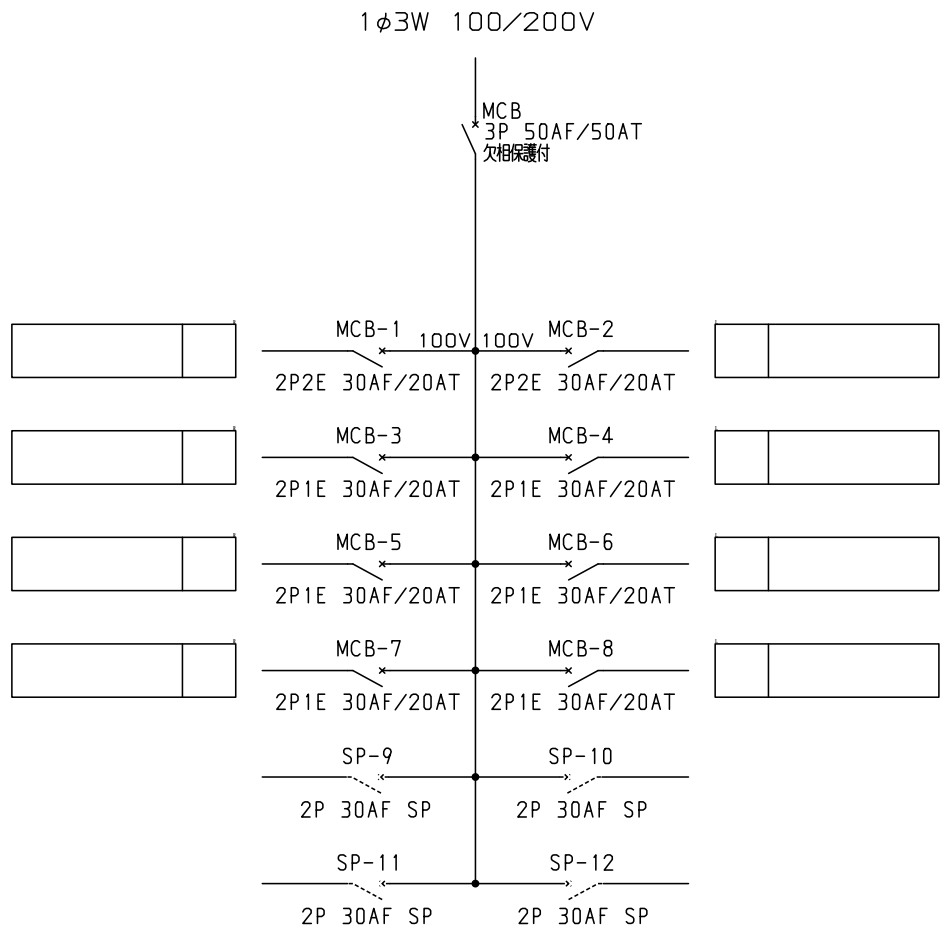 1φ3W 100/200V
MCB
3P 50AF/50AT
欠相保護付
MCB-1 100V 100V MCB-2
2P2E 30AF/20AT 2P2E 30AF/20AT
MCB-3 MCB-4
2P1E 30AF/20AT 2P1E 30AF/20AT
MCB-5 MCB-6
2P1E 30AF/20AT 2P1E 30AF/20AT
MCB-7 MCB-8
2P1E 30AF/20AT 2P1E 30AF/20AT
SP-9 SP-10
2P 30AF SP 2P 30AF SP
SP-11 SP-12
2P 30AF SP 2P 30AF SP